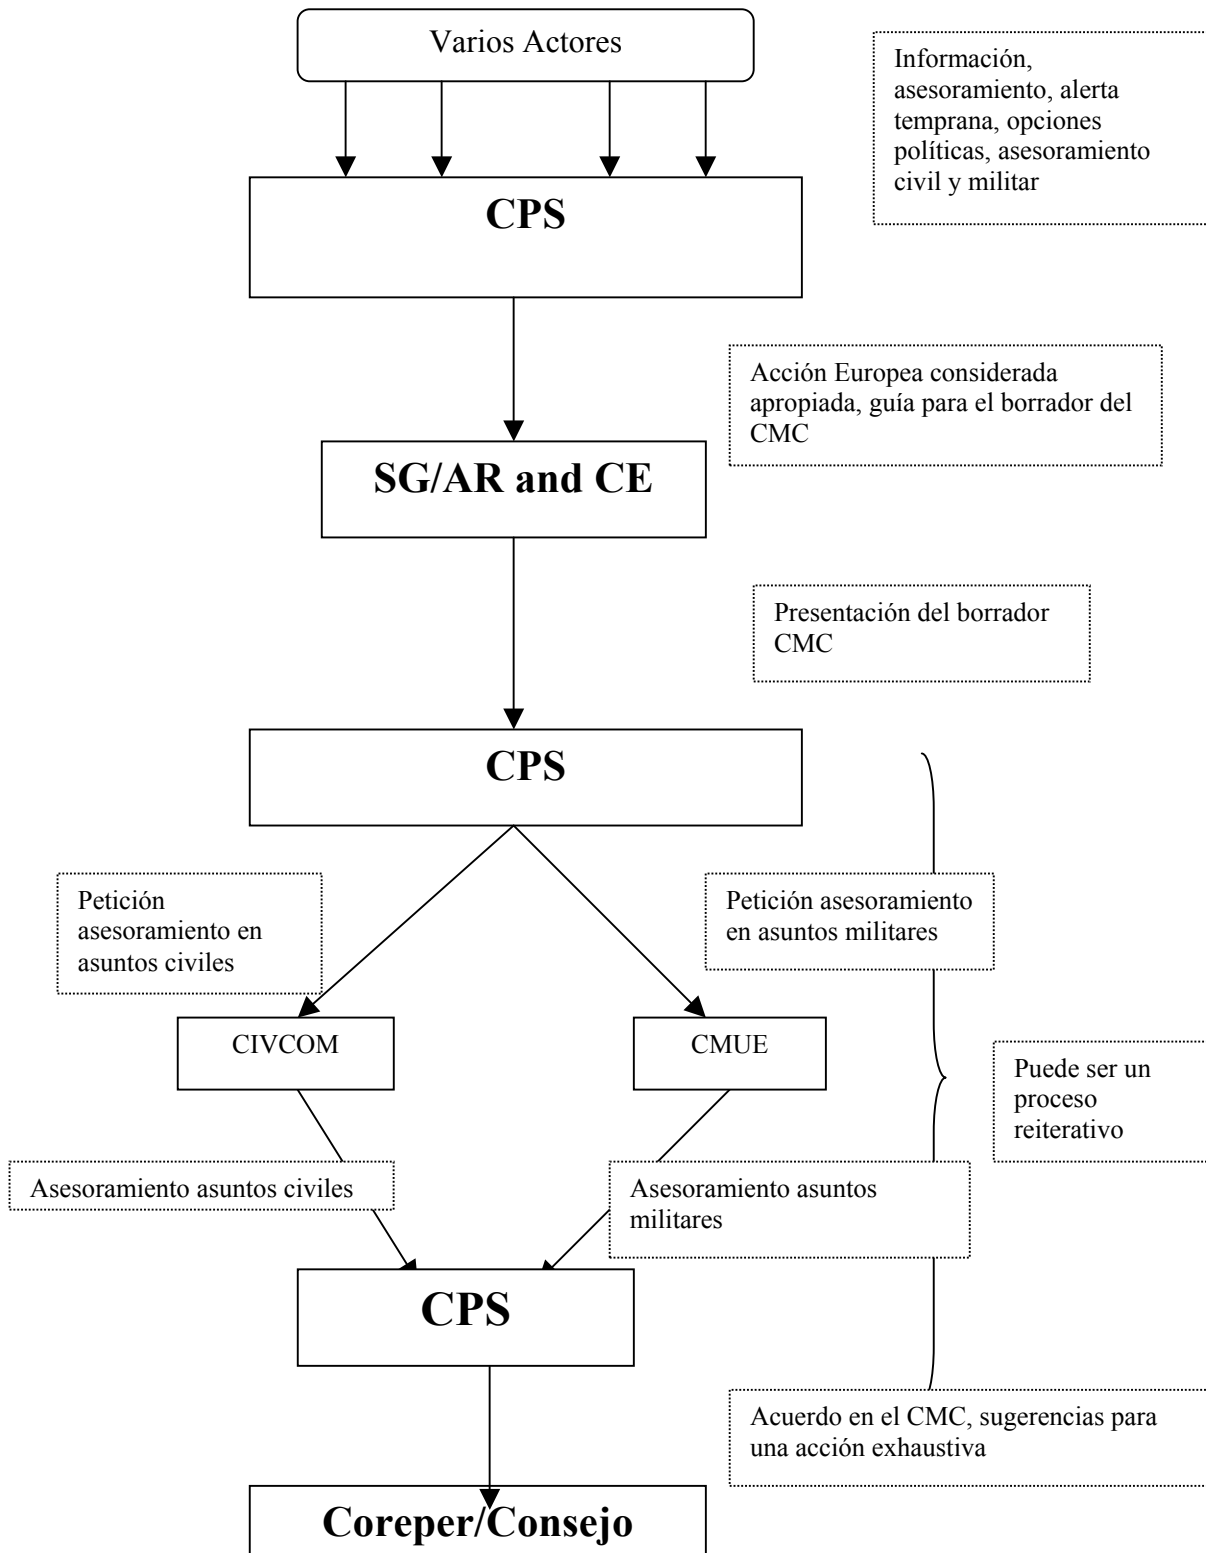 Varios Actores
Información,
asesoramiento, alerta
temprana, opciones
políticas, asesoramiento
civil y militar
CPS
Acción Europea considerada
apropiada, guía para el borrador del
CMC
SG/AR and CE
Presentación del borrador
CMC
CPS
Petición
asesoramiento en
asuntos civiles
Petición asesoramiento
en asuntos militares
CIVCOM
CMUE
Puede ser un
proceso
reiterativo
Asesoramiento asuntos civiles
Asesoramiento asuntos
militares
CPS
Acuerdo en el CMC, sugerencias para
una acción exhaustiva
Coreper/Consejo